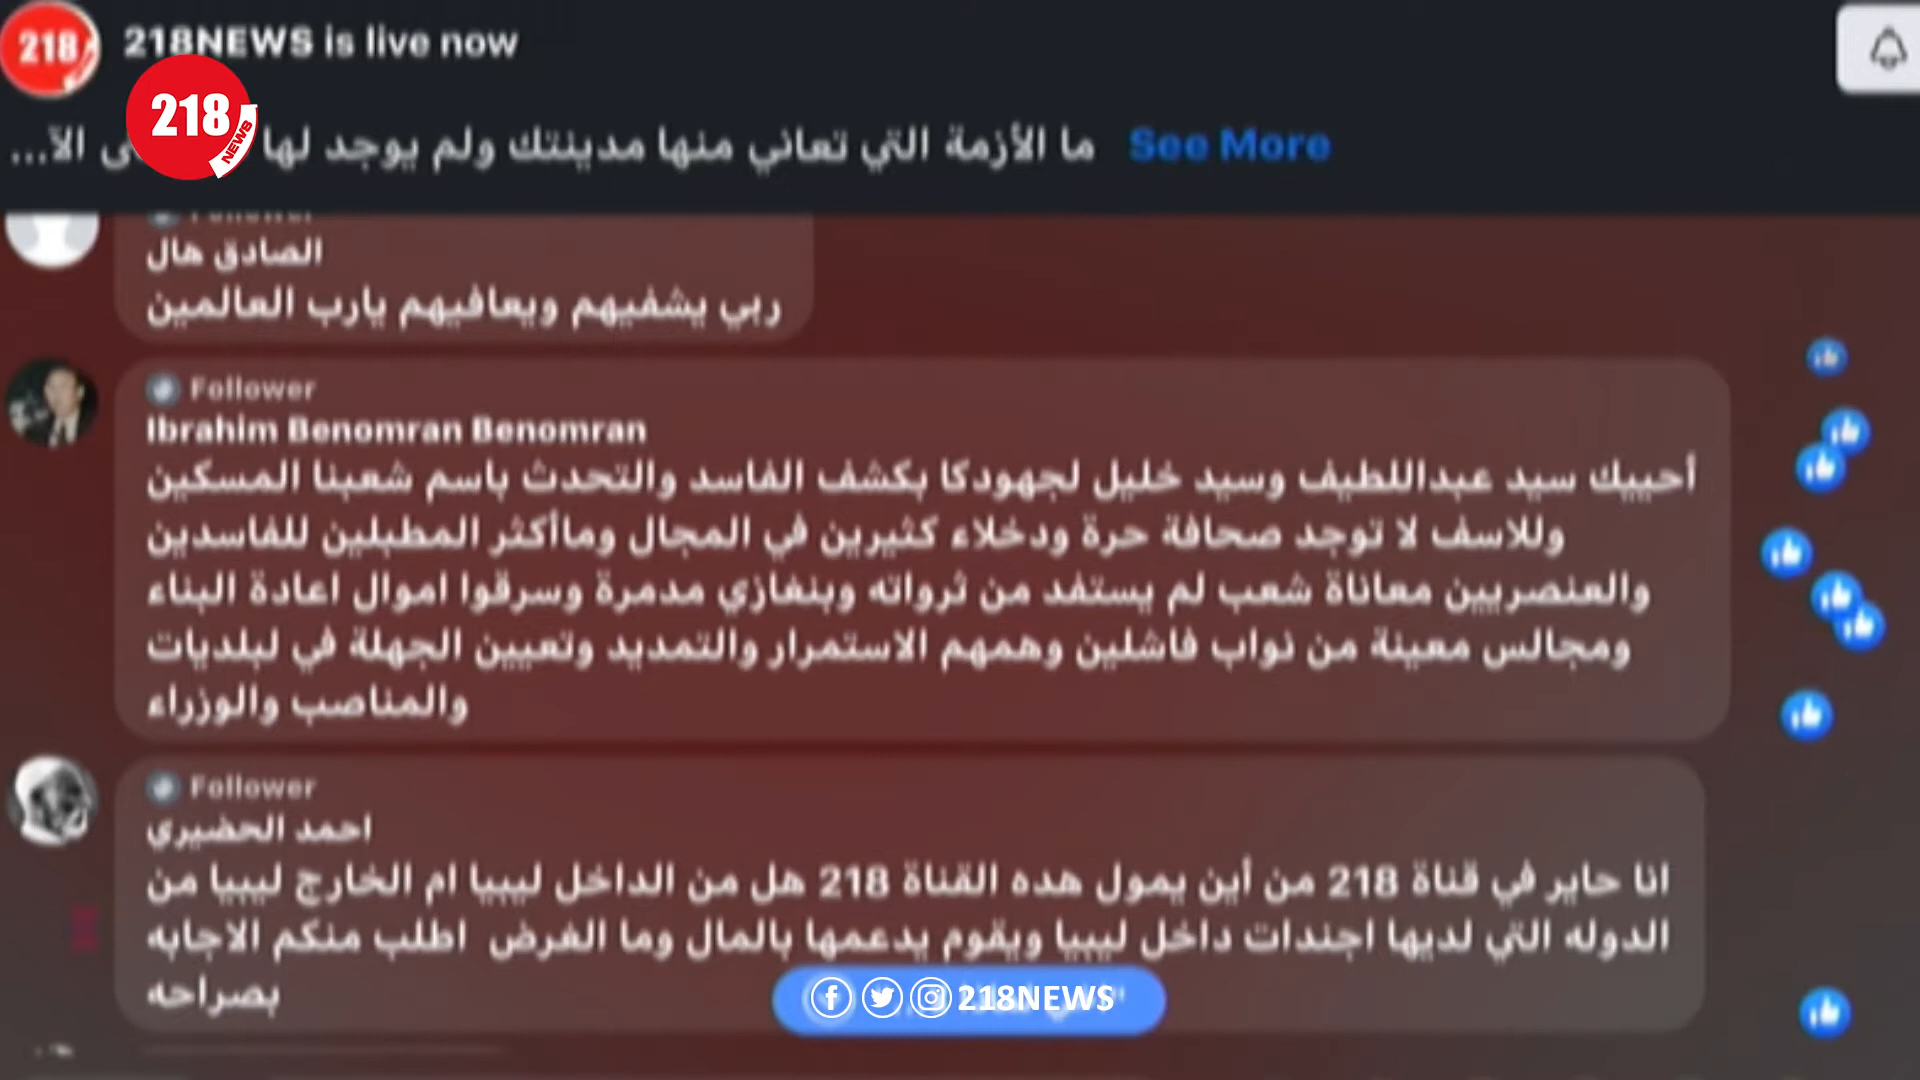 218
218NEWS is live now
218
NEWS
ما الأزمة التي تعاني منها مدينتك ولم يوجد لها ى الآ... See More
Follower
الصادق هال
ربي يشفيهم ويعافيهم يارب العالمين
Follower
Ibrahim Benomran Benomran
أحييك سيد عبداللطيف وسيد خليل لجهودكا بكشف الفاسد والتحدث باسم شعبنا المسكين
وللاسف لا توجد صحافة حرة ودخلاء كثيرين في المجال وماأكثر المطبلين للفاسدين
والعنصريين معاناة شعب لم يستفد من ثرواته وبنغازي مدمرة وسرقوا اموال اعادة البناء
ومجالس معينة من نواب فاشلين وهمهم الاستمرار والتمديد وتعيين الجهلة في لبلديات
والمناصب والوزراء
Follower
احمد الحضيري
انا حاير في قناة 218 من أين يمول هده القناة 218 هل من الداخل ليبيا ام الخارج ليبيا من
الدوله التي لديها اجندات داخل ليبيا ويقوم يدعمها بالمال وما الغرض اطلب منكم الاجابه
بصراحه
218NEWS